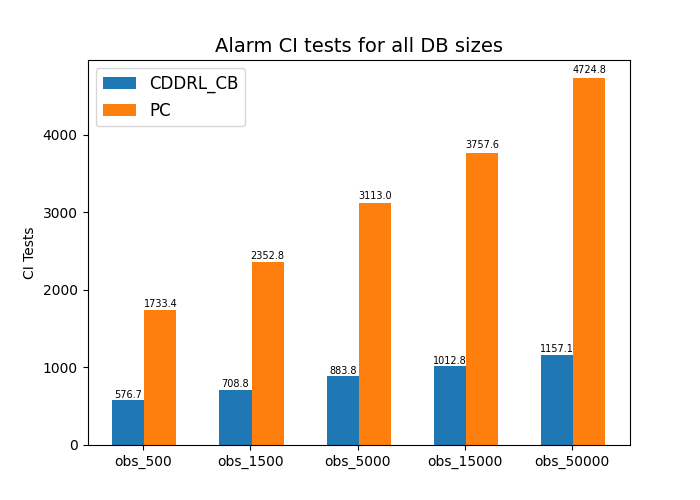 Alarm CI tests for all DB sizes
CDDRL_CB
PC
CI Tests
4000
3000
2000
1000
0
576.7
1733.4
708.8
2352.8
883.8
3113.0
1012.8
3757.6
1157.1
4724.8
obs_500
obs_1500
obs_5000
obs_15000
obs_50000